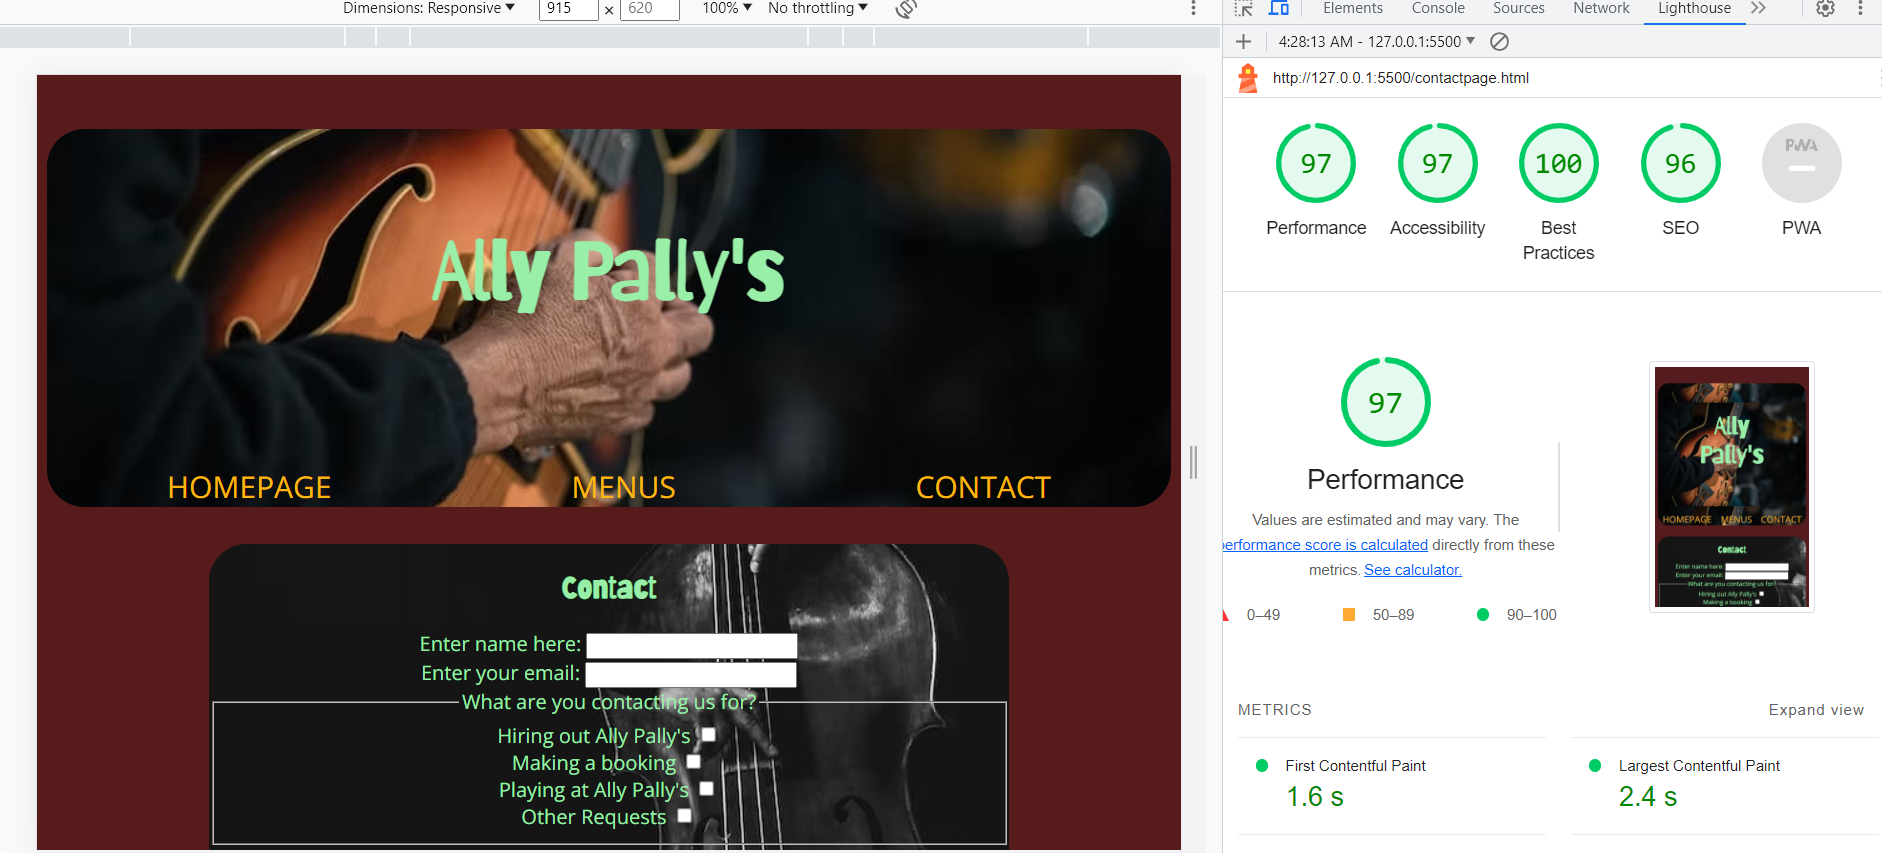 Dimensions: Responsive ▼ 915 × 620 100% ▼ No throttling ▼
Elements Console Sources Network Lighthouse
4:28:13 AM - 127.0.0.1:5500 ▼
http://127.0.0.1:5500/contactpage.html
97 97 100 96 PWA
Performance Accessibility Best Practices SEO PWA
Ally Pally's
HOMEPAGE MENUS CONTACT
Contact
Enter name here:
Enter your email:
What are you contacting us for?
Hiring out Ally Pally's
Making a booking
Playing at Ally Pally's
Other Requests
97
Performance
Values are estimated and may vary. The
performance score is calculated directly from these
metrics. See calculator.
0–49 50–89 90–100
Ally
Pally's
HOMEPAGE MENUS CONTACT
Contact
Enter name here:
Enter your email:
What are you contacting us for?
Hiring out Ally Pally's
Making a booking
METRICS
Expand view
First Contentful Paint
1.6 s
Largest Contentful Paint
2.4 s